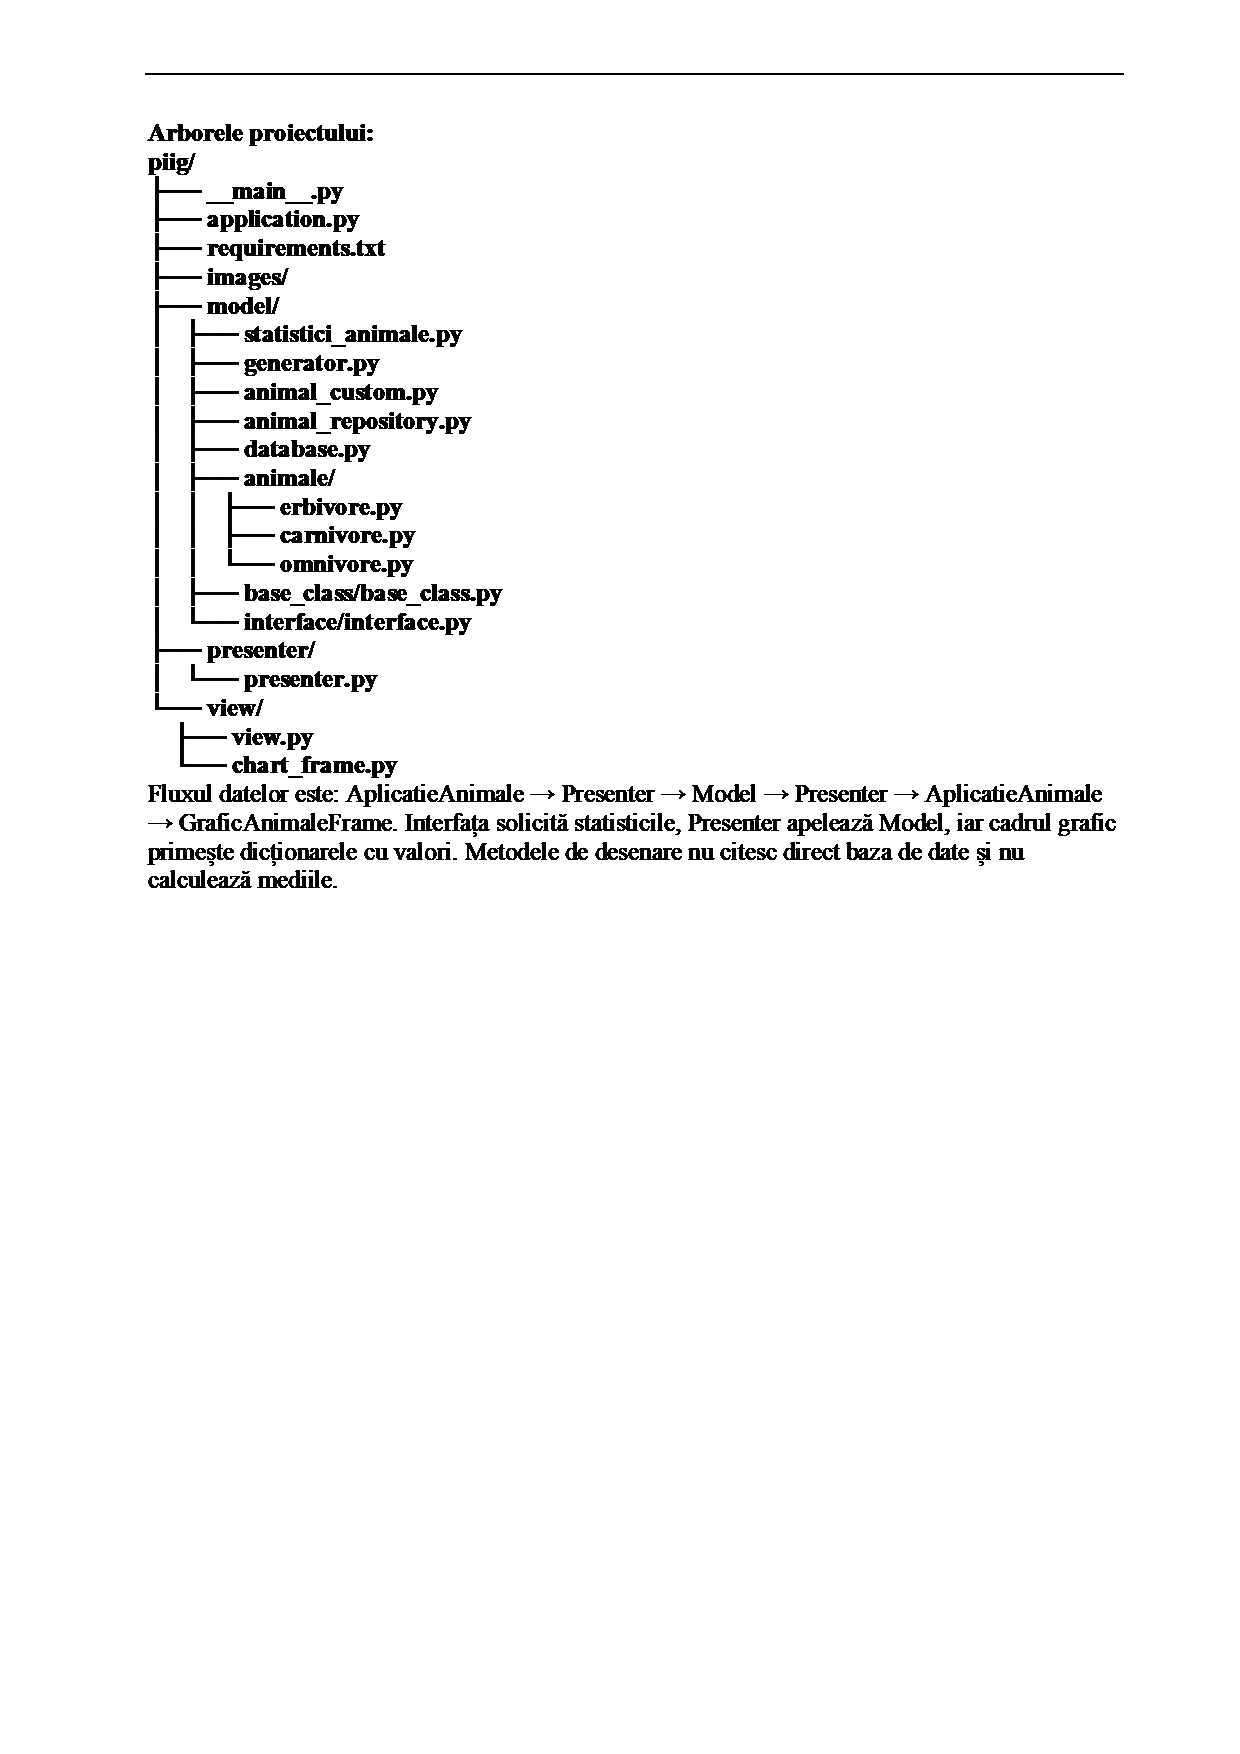 Arborele proiectului:
piig/
├── __main__.py
├── application.py
├── requirements.txt
├── images/
├── model/
│   ├── statistici_animale.py
│   ├── generator.py
│   ├── animal_custom.py
│   ├── animal_repository.py
│   ├── database.py
│   ├── animale/
│   │   ├── erbivore.py
│   │   ├── carnivore.py
│   │   └── omnivore.py
│   ├── base_class/base_class.py
│   └── interface/interface.py
├── presenter/
│   └── presenter.py
└── view/
    ├── view.py
    └── chart_frame.py
Fluxul datelor este: AplicatieAnimale → Presenter → Model → Presenter → AplicatieAnimale
→ GraficAnimaleFrame. Interfața solicită statisticile, Presenter apelează Model, iar cadrul grafic
primește dicționarele cu valori. Metodele de desenare nu citesc direct baza de date și nu
calculează mediile.